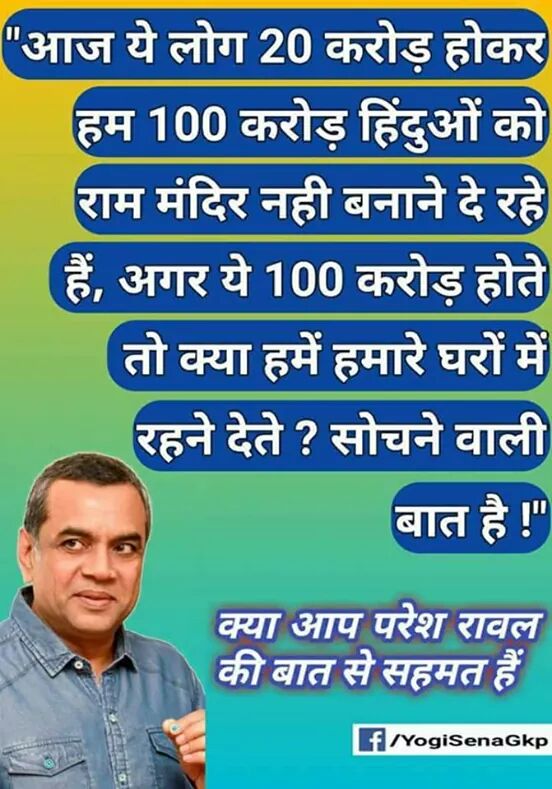 "आज ये लोग 20 करोड़ होकर
हम 100 करोड़ हिंदुओं को
राम मंदिर नही बनाने दे रहे
हैं, अगर ये 100 करोड़ होते
तो क्या हमें हमारे घरों में
रहने देते ? सोचने वाली
बात है !"
क्या आप परेश रावल
की बात से सहमत हैं
f /YogiSenaGkp